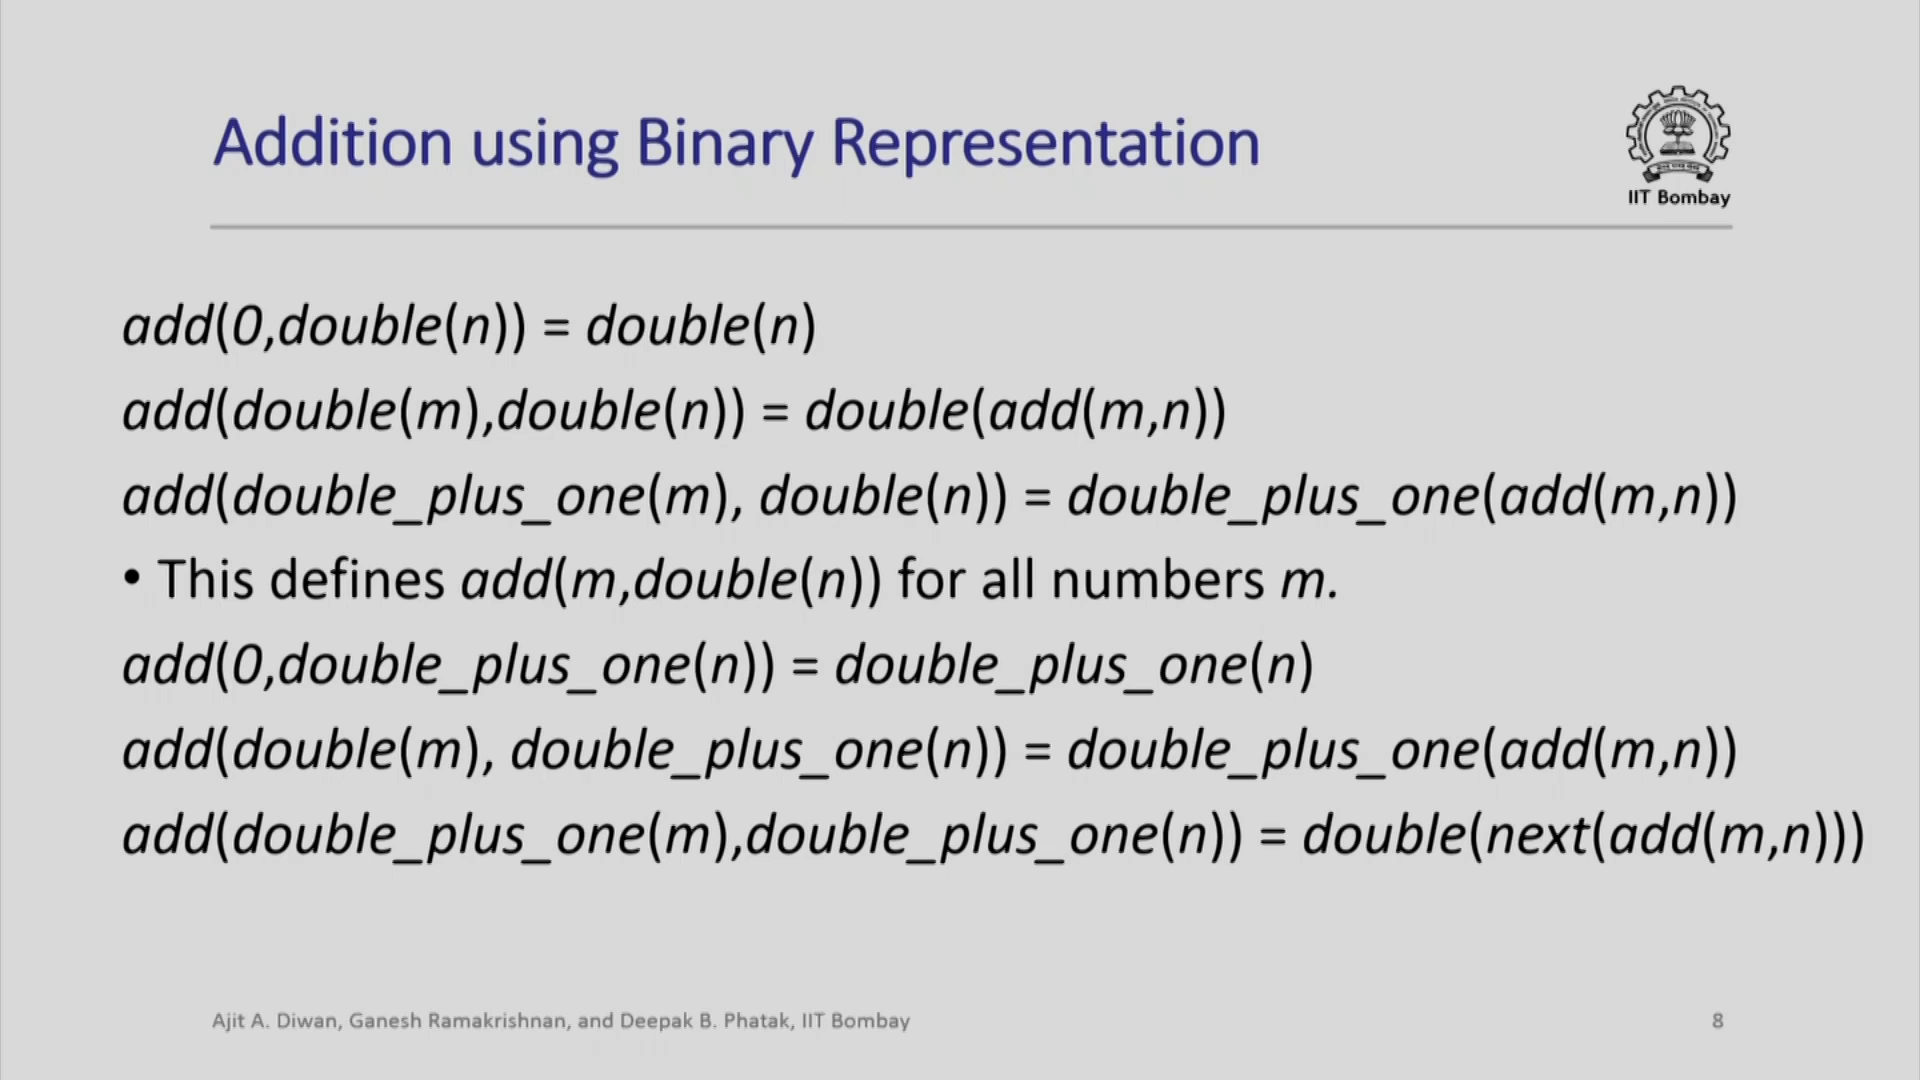 Addition using Binary Representation
IIT Bombay
add(0,double(n)) = double(n)
add(double(m),double(n)) = double(add(m,n))
add(double_plus_one(m), double(n)) = double_plus_one(add(m,n))
• This defines add(m,double(n)) for all numbers m.
add(0,double_plus_one(n)) = double_plus_one(n)
add(double(m), double_plus_one(n)) = double_plus_one(add(m,n))
add(double_plus_one(m),double_plus_one(n)) = double(next(add(m,n)))
Ajit A. Diwan, Ganesh Ramakrishnan, and Deepak B. Phatak, IIT Bombay
8